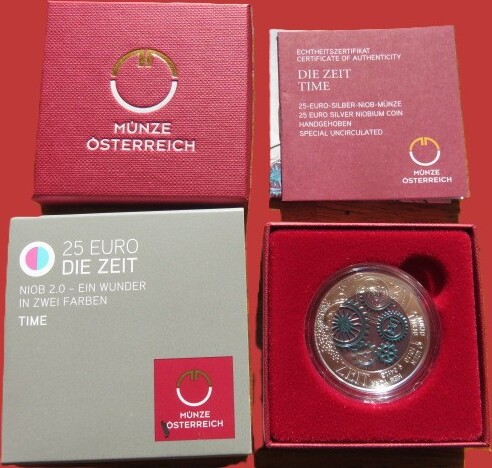 MÜNZE
ÖSTERREICH
ECHTHEITSZERTIFIKAT
CERTIFICATE OF AUTHENTICITY
DIE ZEIT
TIME
25-EURO-SILBER-NIOB-MÜNZE
25 EURO SILVER NIOBIUM COIN
HANDGEHOBEN
SPECIAL UNCIRCULATED
MÜNZE
ÖSTERREICH
25 EURO
DIE ZEIT
NIOB 2.0 – EIN WUNDER
IN ZWEI FARBEN
TIME
MÜNZE
ÖSTERREICH
ZEIT